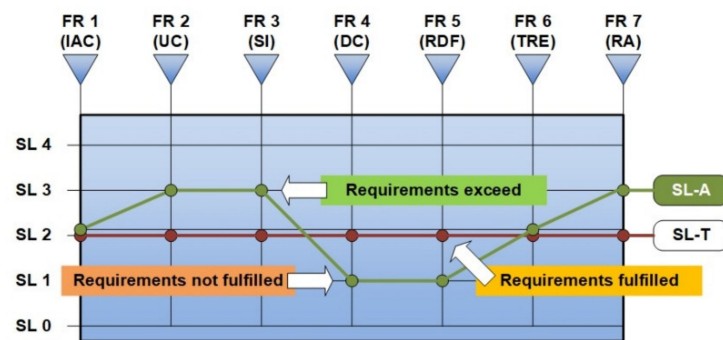 FR 1 FR 2 FR 3 FR 4 FR 5 FR 6 FR 7
(IAC) (UC) (SI) (DC) (RDF) (TRE) (RA)
SL 4
SL 3
Requirements exceed
SL-A
SL 2
SL-T
SL 1
Requirements not fulfilled
Requirements fulfilled
SL 0